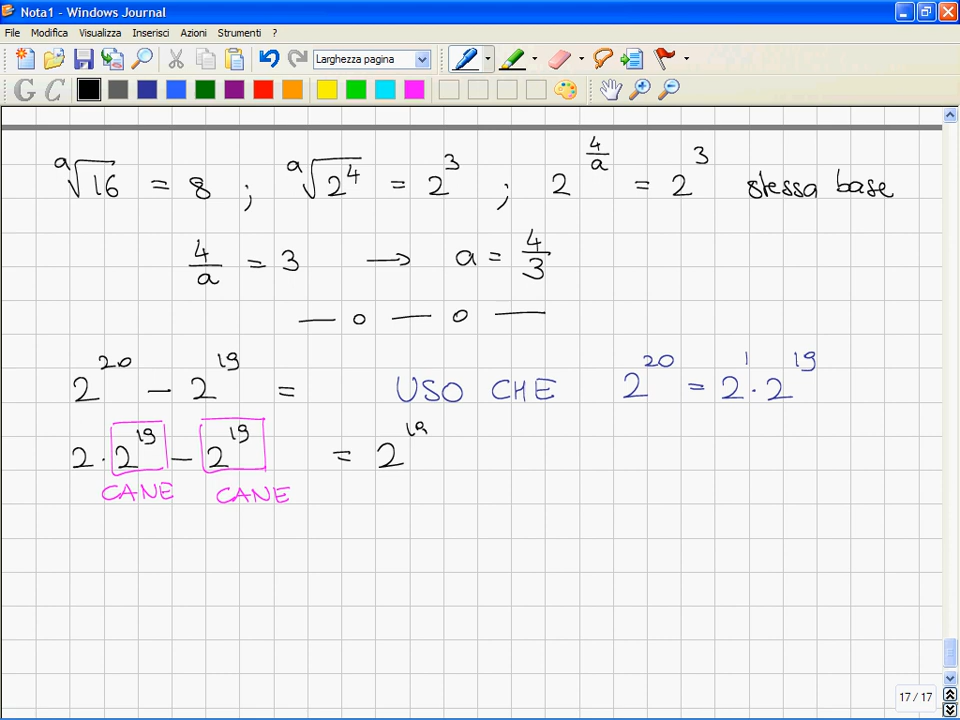 Nota1 - Windows Journal
File Modifica Visualizza Inserisci Azioni Strumenti ?
Larghezza pagina
ᵃ√16 = 8 ; ᵃ√2⁴ = 2³ ; 2^(4/a) = 2³ stessa base
4/a = 3 → a = 4/3
— o — o —
2²⁰ − 2¹⁹ = USO CHE 2²⁰ = 2¹ · 2¹⁹
2 · 2¹⁹ − 2¹⁹ = 2¹⁹
CANE CANE
17 / 17